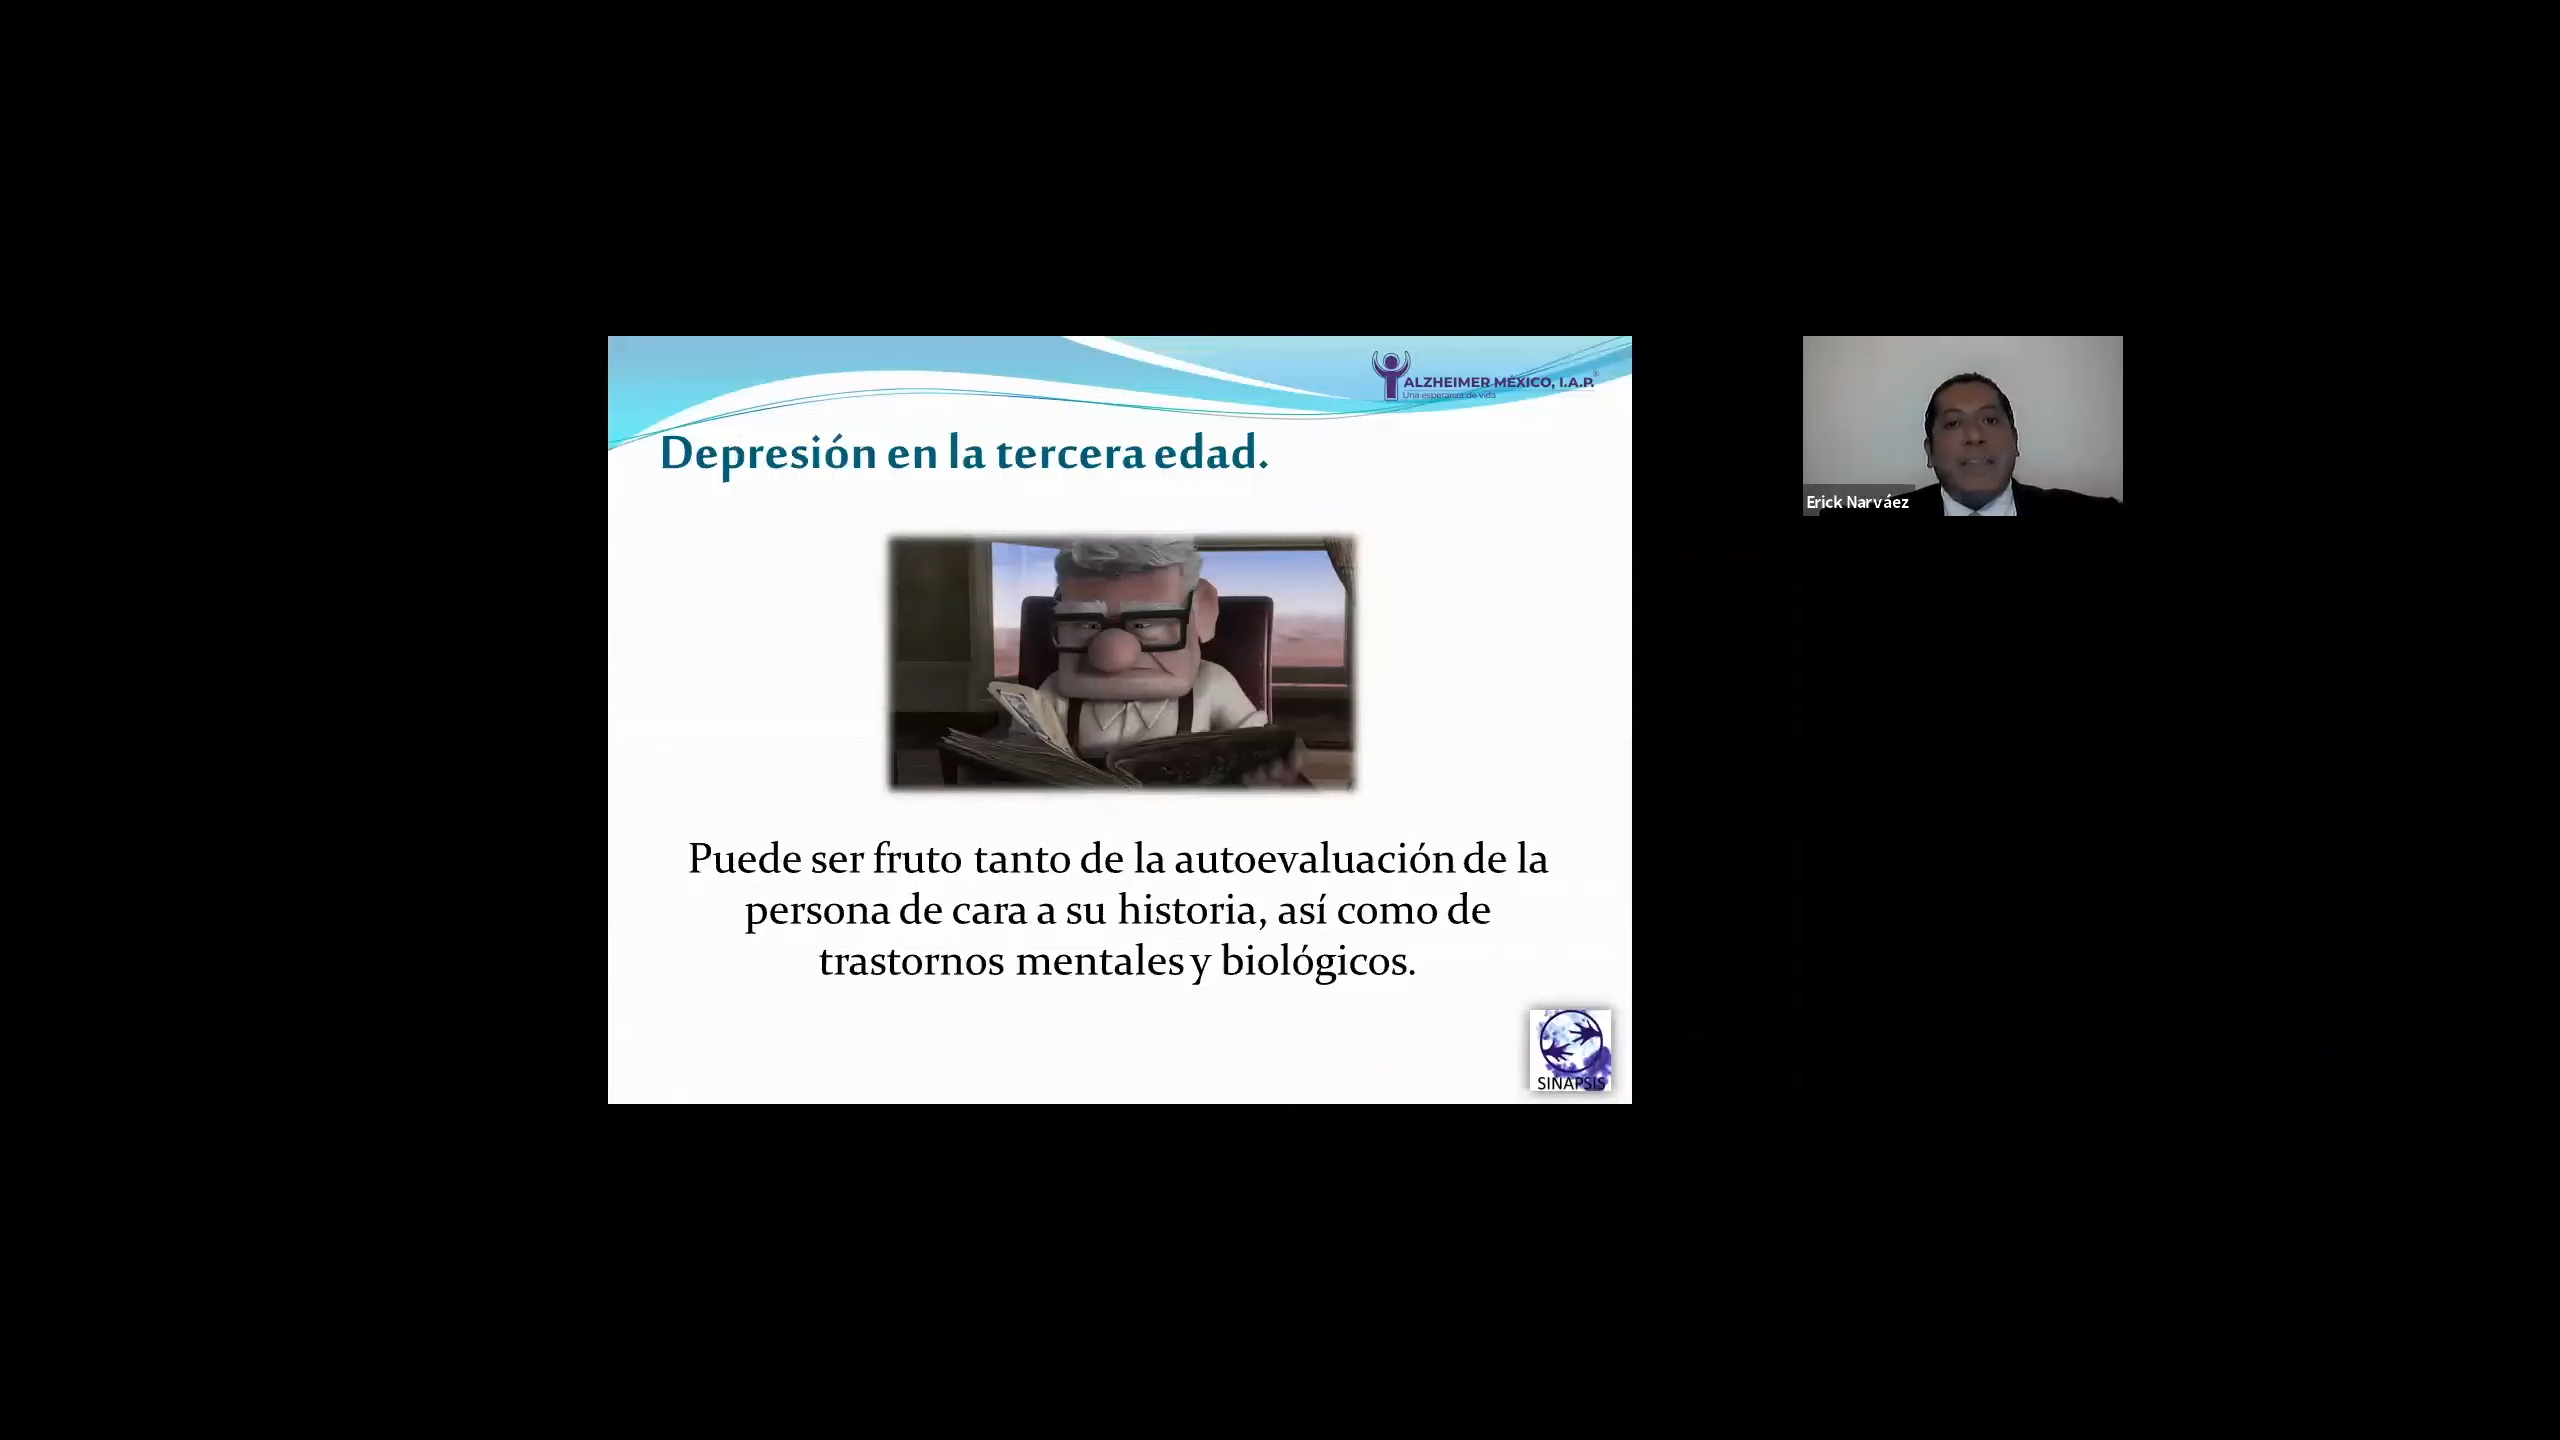 ALZHEIMER MÉXICO, I.A.P.®
Una esperanza de vida
Depresión en la tercera edad.
Erick Narváez
Puede ser fruto tanto de la autoevaluación de la
persona de cara a su historia, así como de
trastornos mentales y biológicos.
SINAPSIS